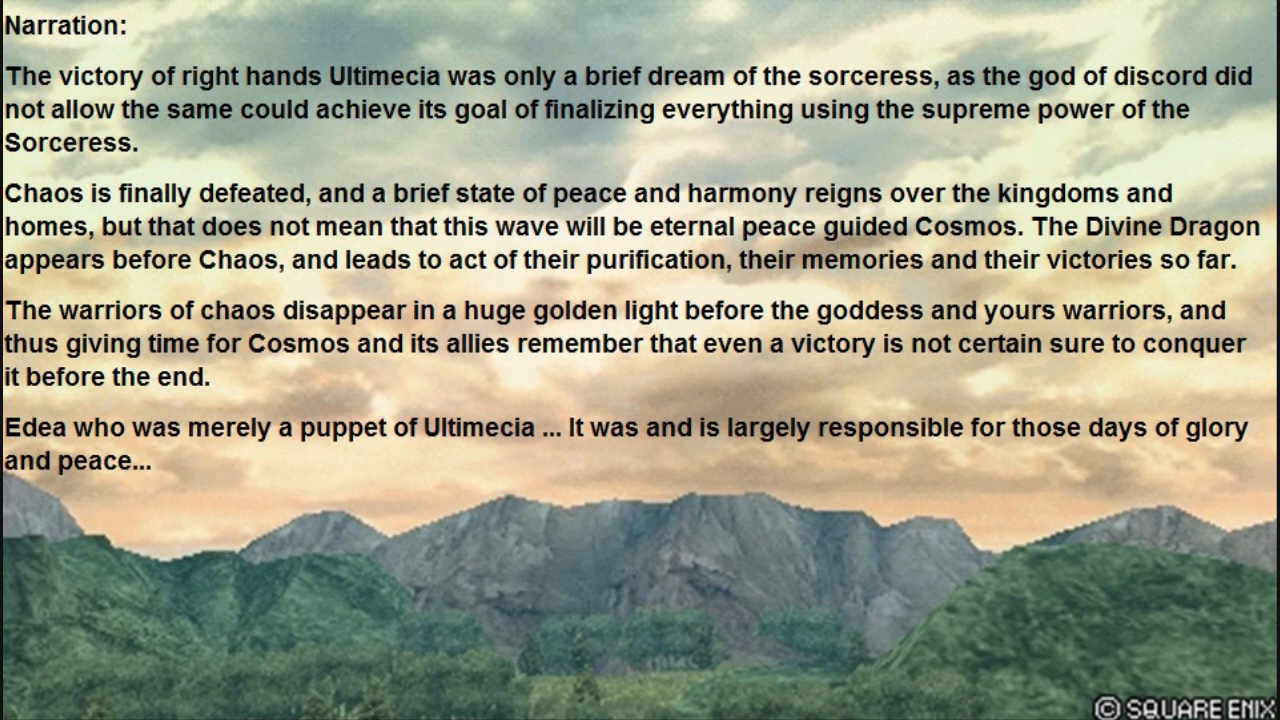 Narration:
The victory of right hands Ultimecia was only a brief dream of the sorceress, as the god of discord did
not allow the same could achieve its goal of finalizing everything using the supreme power of the
Sorceress.
Chaos is finally defeated, and a brief state of peace and harmony reigns over the kingdoms and
homes, but that does not mean that this wave will be eternal peace guided Cosmos. The Divine Dragon
appears before Chaos, and leads to act of their purification, their memories and their victories so far.
The warriors of chaos disappear in a huge golden light before the goddess and yours warriors, and
thus giving time for Cosmos and its allies remember that even a victory is not certain sure to conquer
it before the end.
Edea who was merely a puppet of Ultimecia ... It was and is largely responsible for those days of glory
and peace...
© SQUARE ENIX